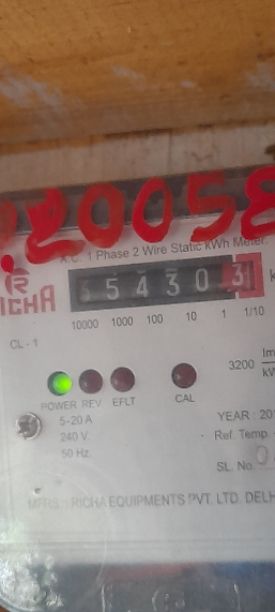 R20058
A.C. 1 Phase 2 Wire Static kWh Meter
RICHA
54303
10000 1000 100 10 1 1/10
CL - 1
3200
POWER REV EFLT CAL
5-20 A
240 V.
50 Hz.
YEAR : 20
Ref. Temp
SL. No.
RICHA EQUIPMENTS PVT. LTD. DELH